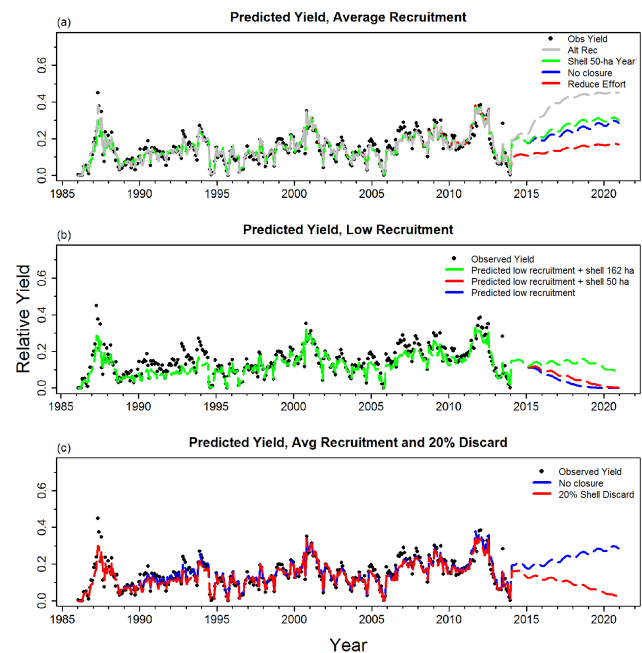 (a)
Predicted Yield, Average Recruitment
Obs Yield
Alt Rec
Shell 50-ha Year
No closure
Reduce Effort
0.6
0.4
0.2
0.0
1985 1990 1995 2000 2005 2010 2015 2020
(b)
Predicted Yield, Low Recruitment
Observed Yield
Predicted low recruitment + shell 162 ha
Predicted low recruitment + shell 50 ha
Predicted low recruitment
Relative Yield
0.6
0.4
0.2
0.0
1985 1990 1995 2000 2005 2010 2015 2020
(c)
Predicted Yield, Avg Recruitment and 20% Discard
Observed Yield
No closure
20% Shell Discard
0.6
0.4
0.2
0.0
1985 1990 1995 2000 2005 2010 2015 2020
Year